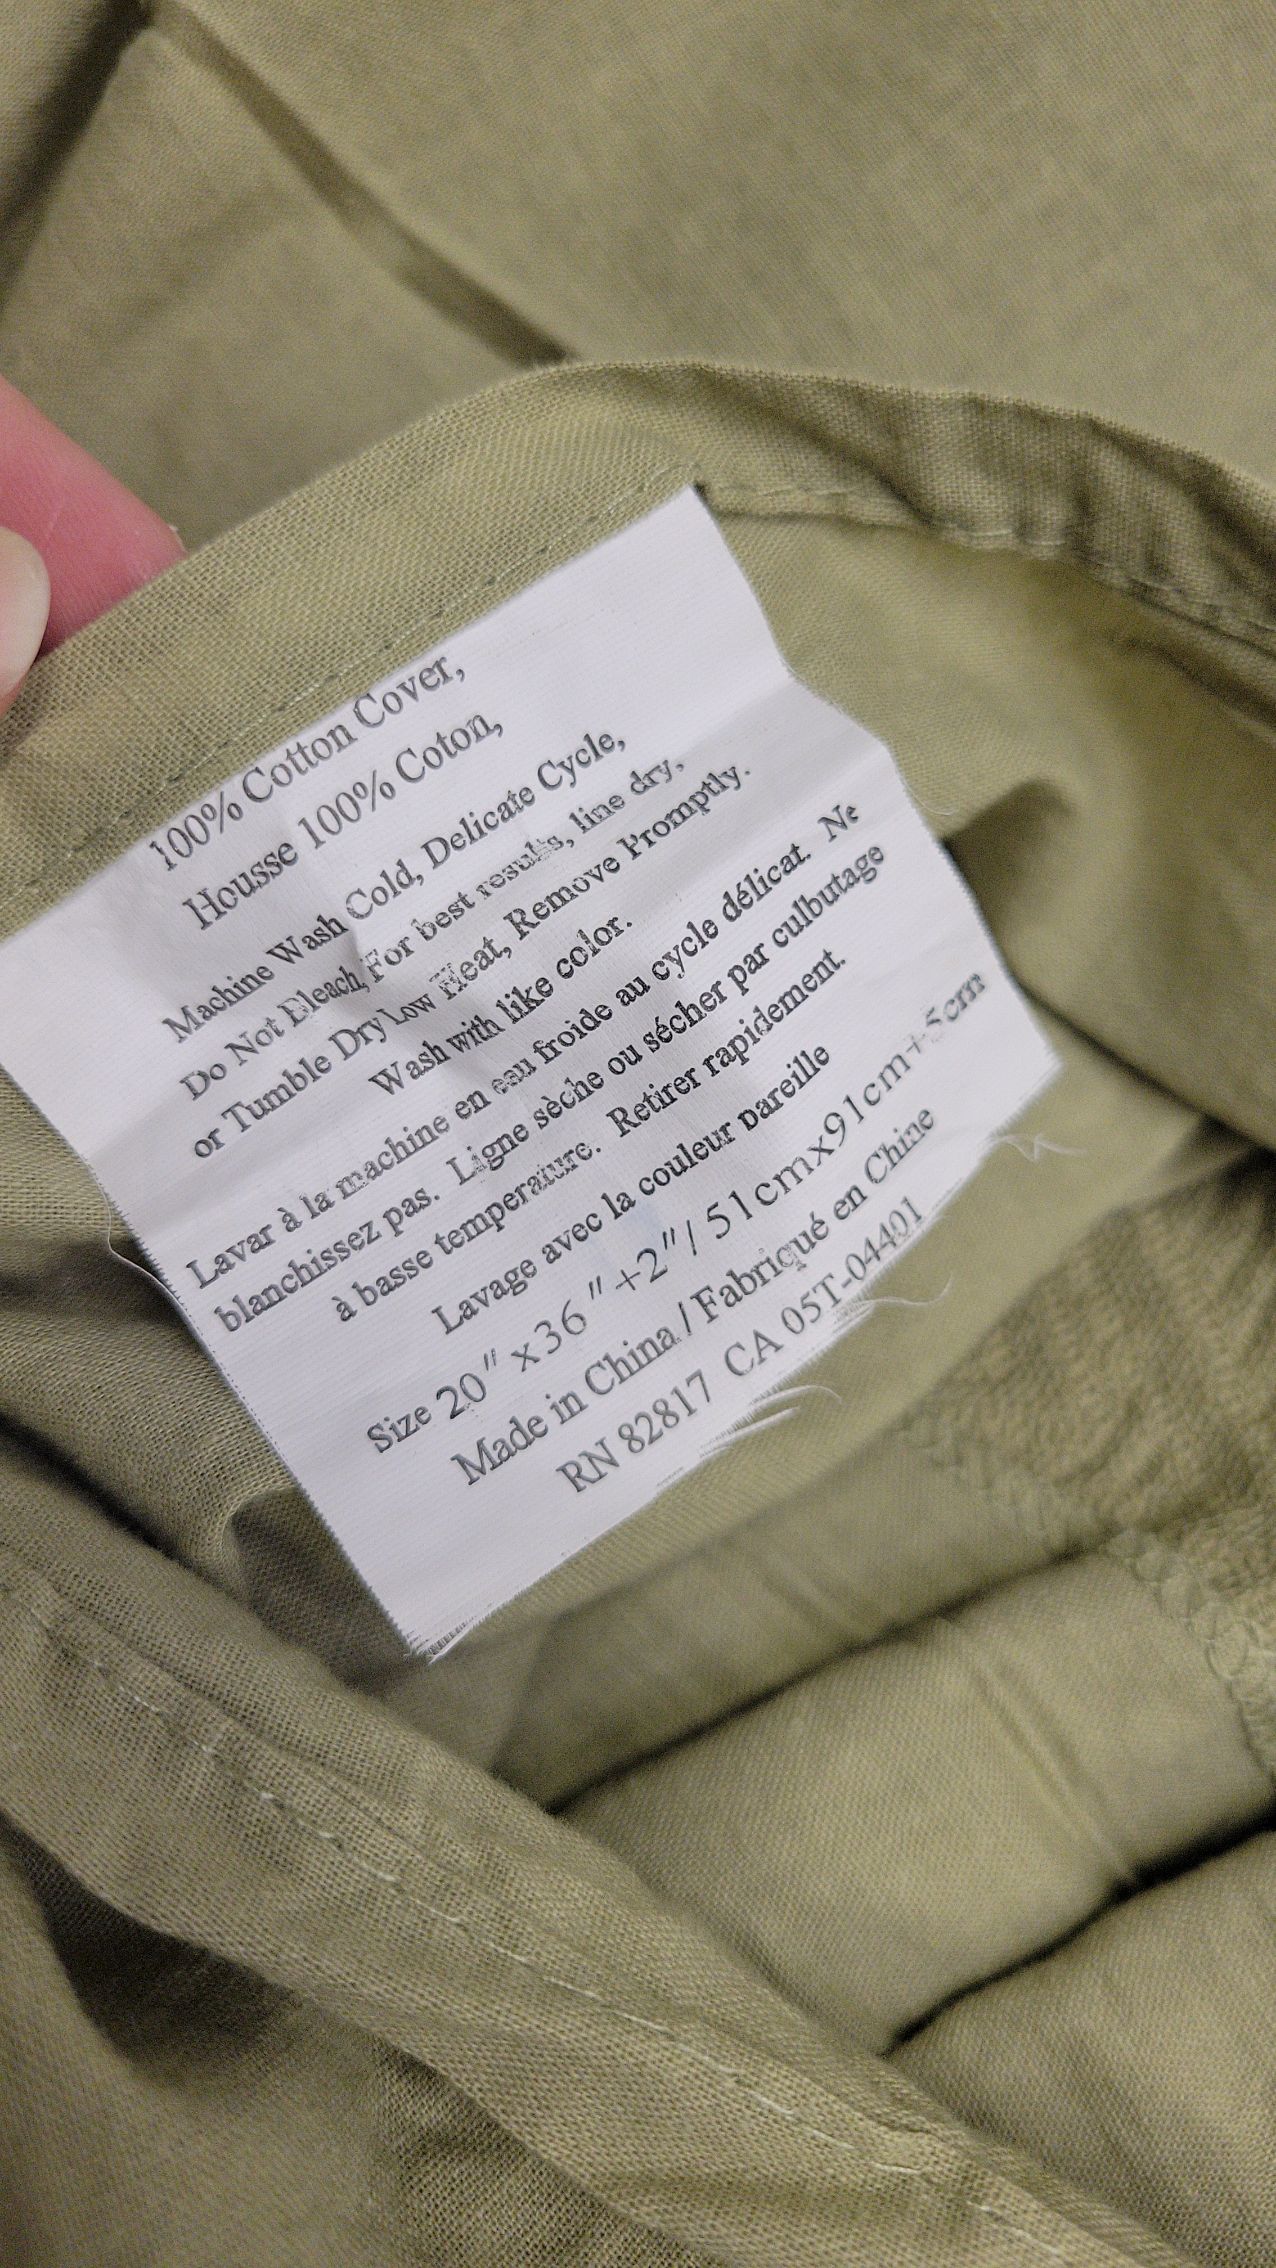 100% Cotton Cover,
Housse 100% Coton,
Machine Wash Cold, Delicate Cycle,
Do Not Bleach, For best results, line dry,
or Tumble Dry Low Heat, Remove Promptly.
Wash with like color.
Lavar à la machine en eau froide au cycle délicat. Ne
blanchissez pas. Ligne sèche ou sécher par culbutage
à basse temperature. Retirer rapidement.
Lavage avec la couleur pareille
Size 20" x 36 "+2"/ 51cmx91cm+5cm
Made in China / Fabriqué en Chine
RN 82817 CA 05T-04401